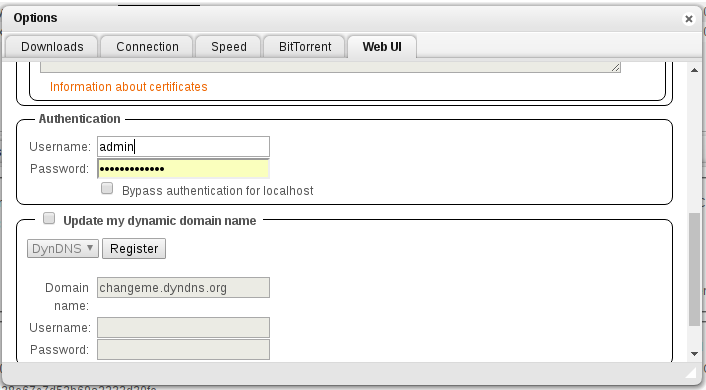 Options
Downloads Connection Speed BitTorrent Web UI
Information about certificates
Authentication
Username: admin
Password: •••••••••••••
Bypass authentication for localhost
Update my dynamic domain name
DynDNS Register
Domain name: changeme.dyndns.org
Username:
Password: